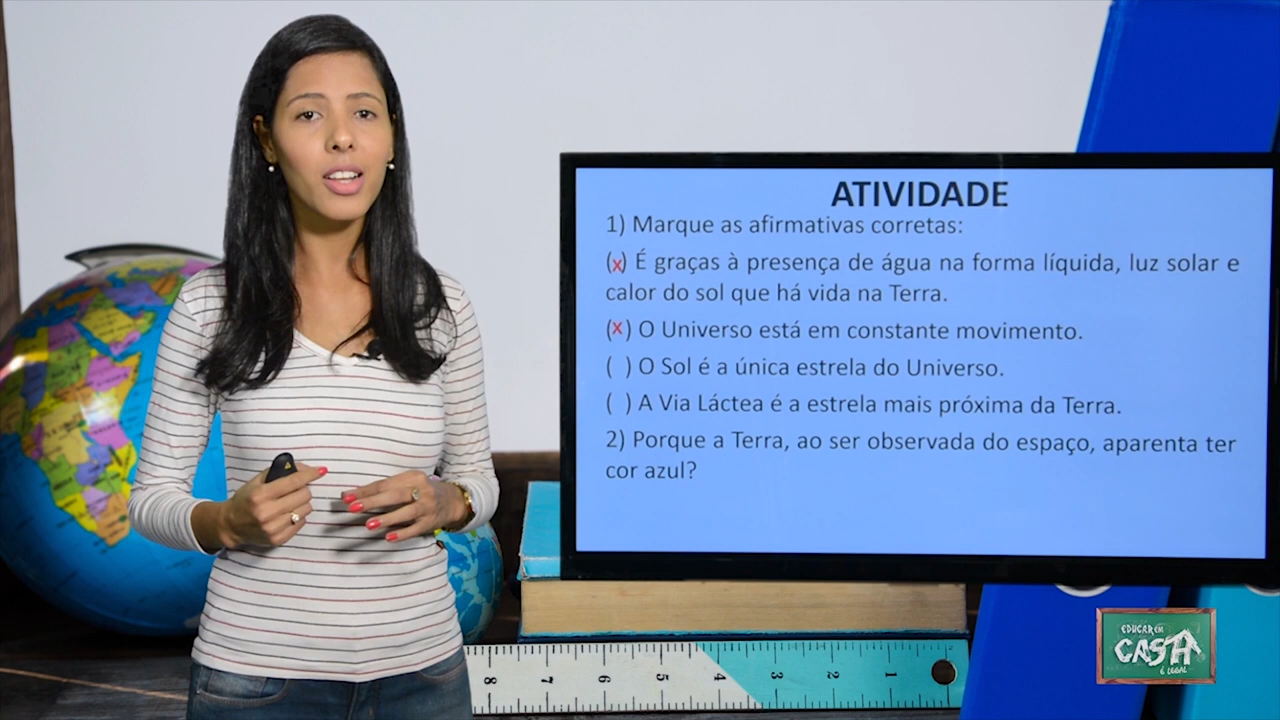 ATIVIDADE
1) Marque as afirmativas corretas:
(x) É graças à presença de água na forma líquida, luz solar e
calor do sol que há vida na Terra.
(x) O Universo está em constante movimento.
( ) O Sol é a única estrela do Universo.
( ) A Via Láctea é a estrela mais próxima da Terra.
2) Porque a Terra, ao ser observada do espaço, aparenta ter
cor azul?
8 7 6 5 4 3 2 1
EDUCAR EM
CASA
É LEGAL